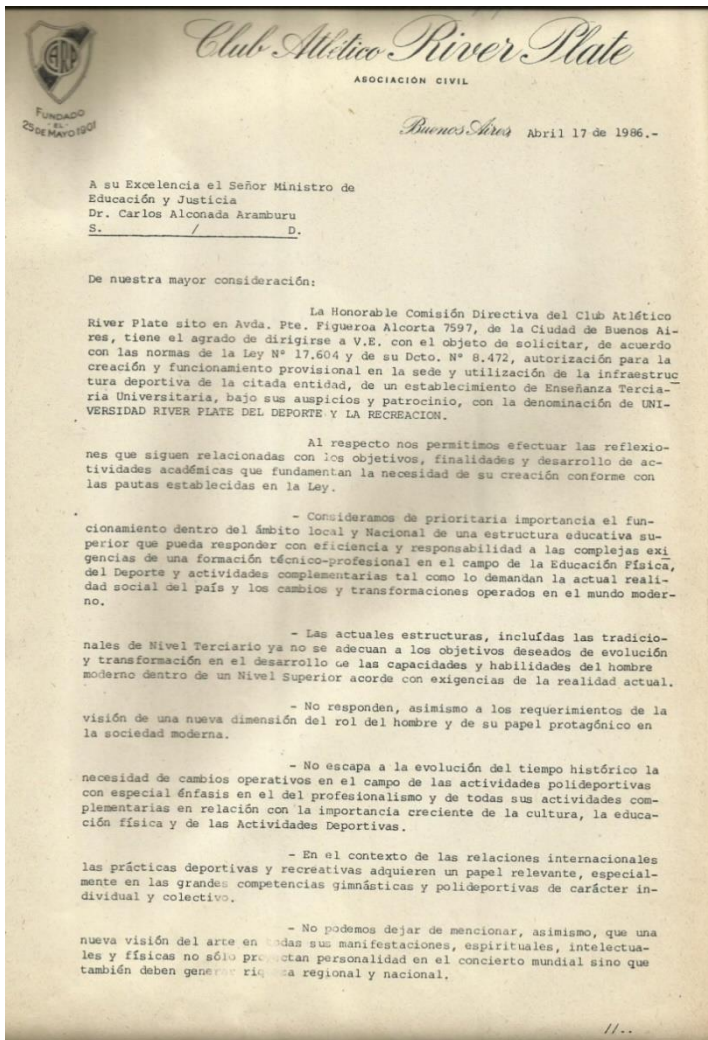 CARP
FUNDADO
- EL -
25 DE MAYO 1901
Club Atlético River Plate
ASOCIACIÓN CIVIL
Buenos Aires Abril 17 de 1986.-
A su Excelencia el Señor Ministro de
Educación y Justicia
Dr. Carlos Alconada Aramburu
S. / D.
De nuestra mayor consideración:
La Honorable Comisión Directiva del Club Atlético
River Plate sito en Avda. Pte. Figueroa Alcorta 7597, de la Ciudad de Buenos Ai-
res, tiene el agrado de dirigirse a V.E. con el objeto de solicitar, de acuerdo
con las normas de la Ley Nº 17.604 y de su Dcto. Nº 8.472, autorización para la
creación y funcionamiento provisional en la sede y utilización de la infraestruc
tura deportiva de la citada entidad, de un establecimiento de Enseñanza Tercia-
ria Universitaria, bajo sus auspicios y patrocinio, con la denominación de UNI-
VERSIDAD RIVER PLATE DEL DEPORTE Y LA RECREACION.
Al respecto nos permitimos efectuar las reflexio-
nes que siguen relacionadas con los objetivos, finalidades y desarrollo de ac-
tividades académicas que fundamentan la necesidad de su creación conforme con
las pautas establecidas en la Ley.
- Consideramos de prioritaria importancia el fun-
cionamiento dentro del ámbito local y Nacional de una estructura educativa su-
perior que pueda responder con eficiencia y responsabilidad a las complejas exi
gencias de una formación técnico-profesional en el campo de la Educación Física,
del Deporte y actividades complementarias tal como lo demandan la actual reali-
dad social del país y los cambios y transformaciones operados en el mundo moder-
no.
- Las actuales estructuras, incluídas las tradicio-
nales de Nivel Terciario ya no se adecuan a los objetivos deseados de evolución
y transformación en el desarrollo de las capacidades y habilidades del hombre
moderno dentro de un Nivel Superior acorde con exigencias de la realidad actual.
- No responden, asimismo a los requerimientos de la
visión de una nueva dimensión del rol del hombre y de su papel protagónico en
la sociedad moderna.
- No escapa a la evolución del tiempo histórico la
necesidad de cambios operativos en el campo de las actividades polideportivas
con especial énfasis en el del profesionalismo y de todas sus actividades com-
plementarias en relación con la importancia creciente de la cultura, la educa-
ción física y de las Actividades Deportivas.
- En el contexto de las relaciones internacionales
las prácticas deportivas y recreativas adquieren un papel relevante, especial-
mente en las grandes competencias gimnásticas y polideportivas de carácter in-
dividual y colectivo.
- No podemos dejar de mencionar, asimismo, que una
nueva visión del arte en todas sus manifestaciones, espirituales, intelectua-
les y físicas no sólo proyectan personalidad en el concierto mundial sino que
también deben generar riqueza regional y nacional.
//..